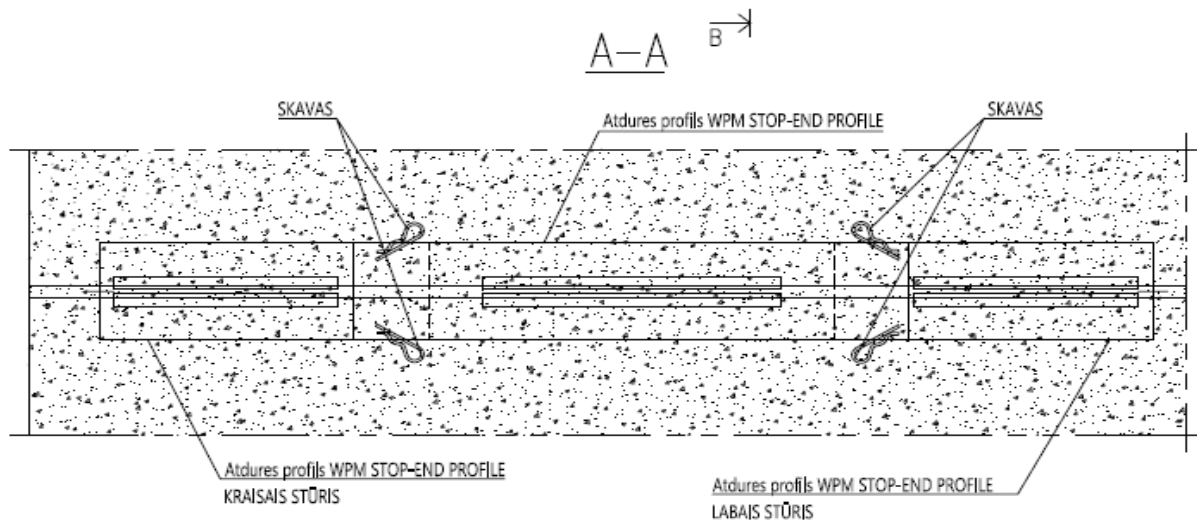 B
A-A
SKAVAS
Atdures profils WPM STOP-END PROFILE
SKAVAS
Atdures profils WPM STOP-END PROFILE
KRAISAIS STŪRIS
Atdures profils WPM STOP-END PROFILE
LABAIS STŪRIS